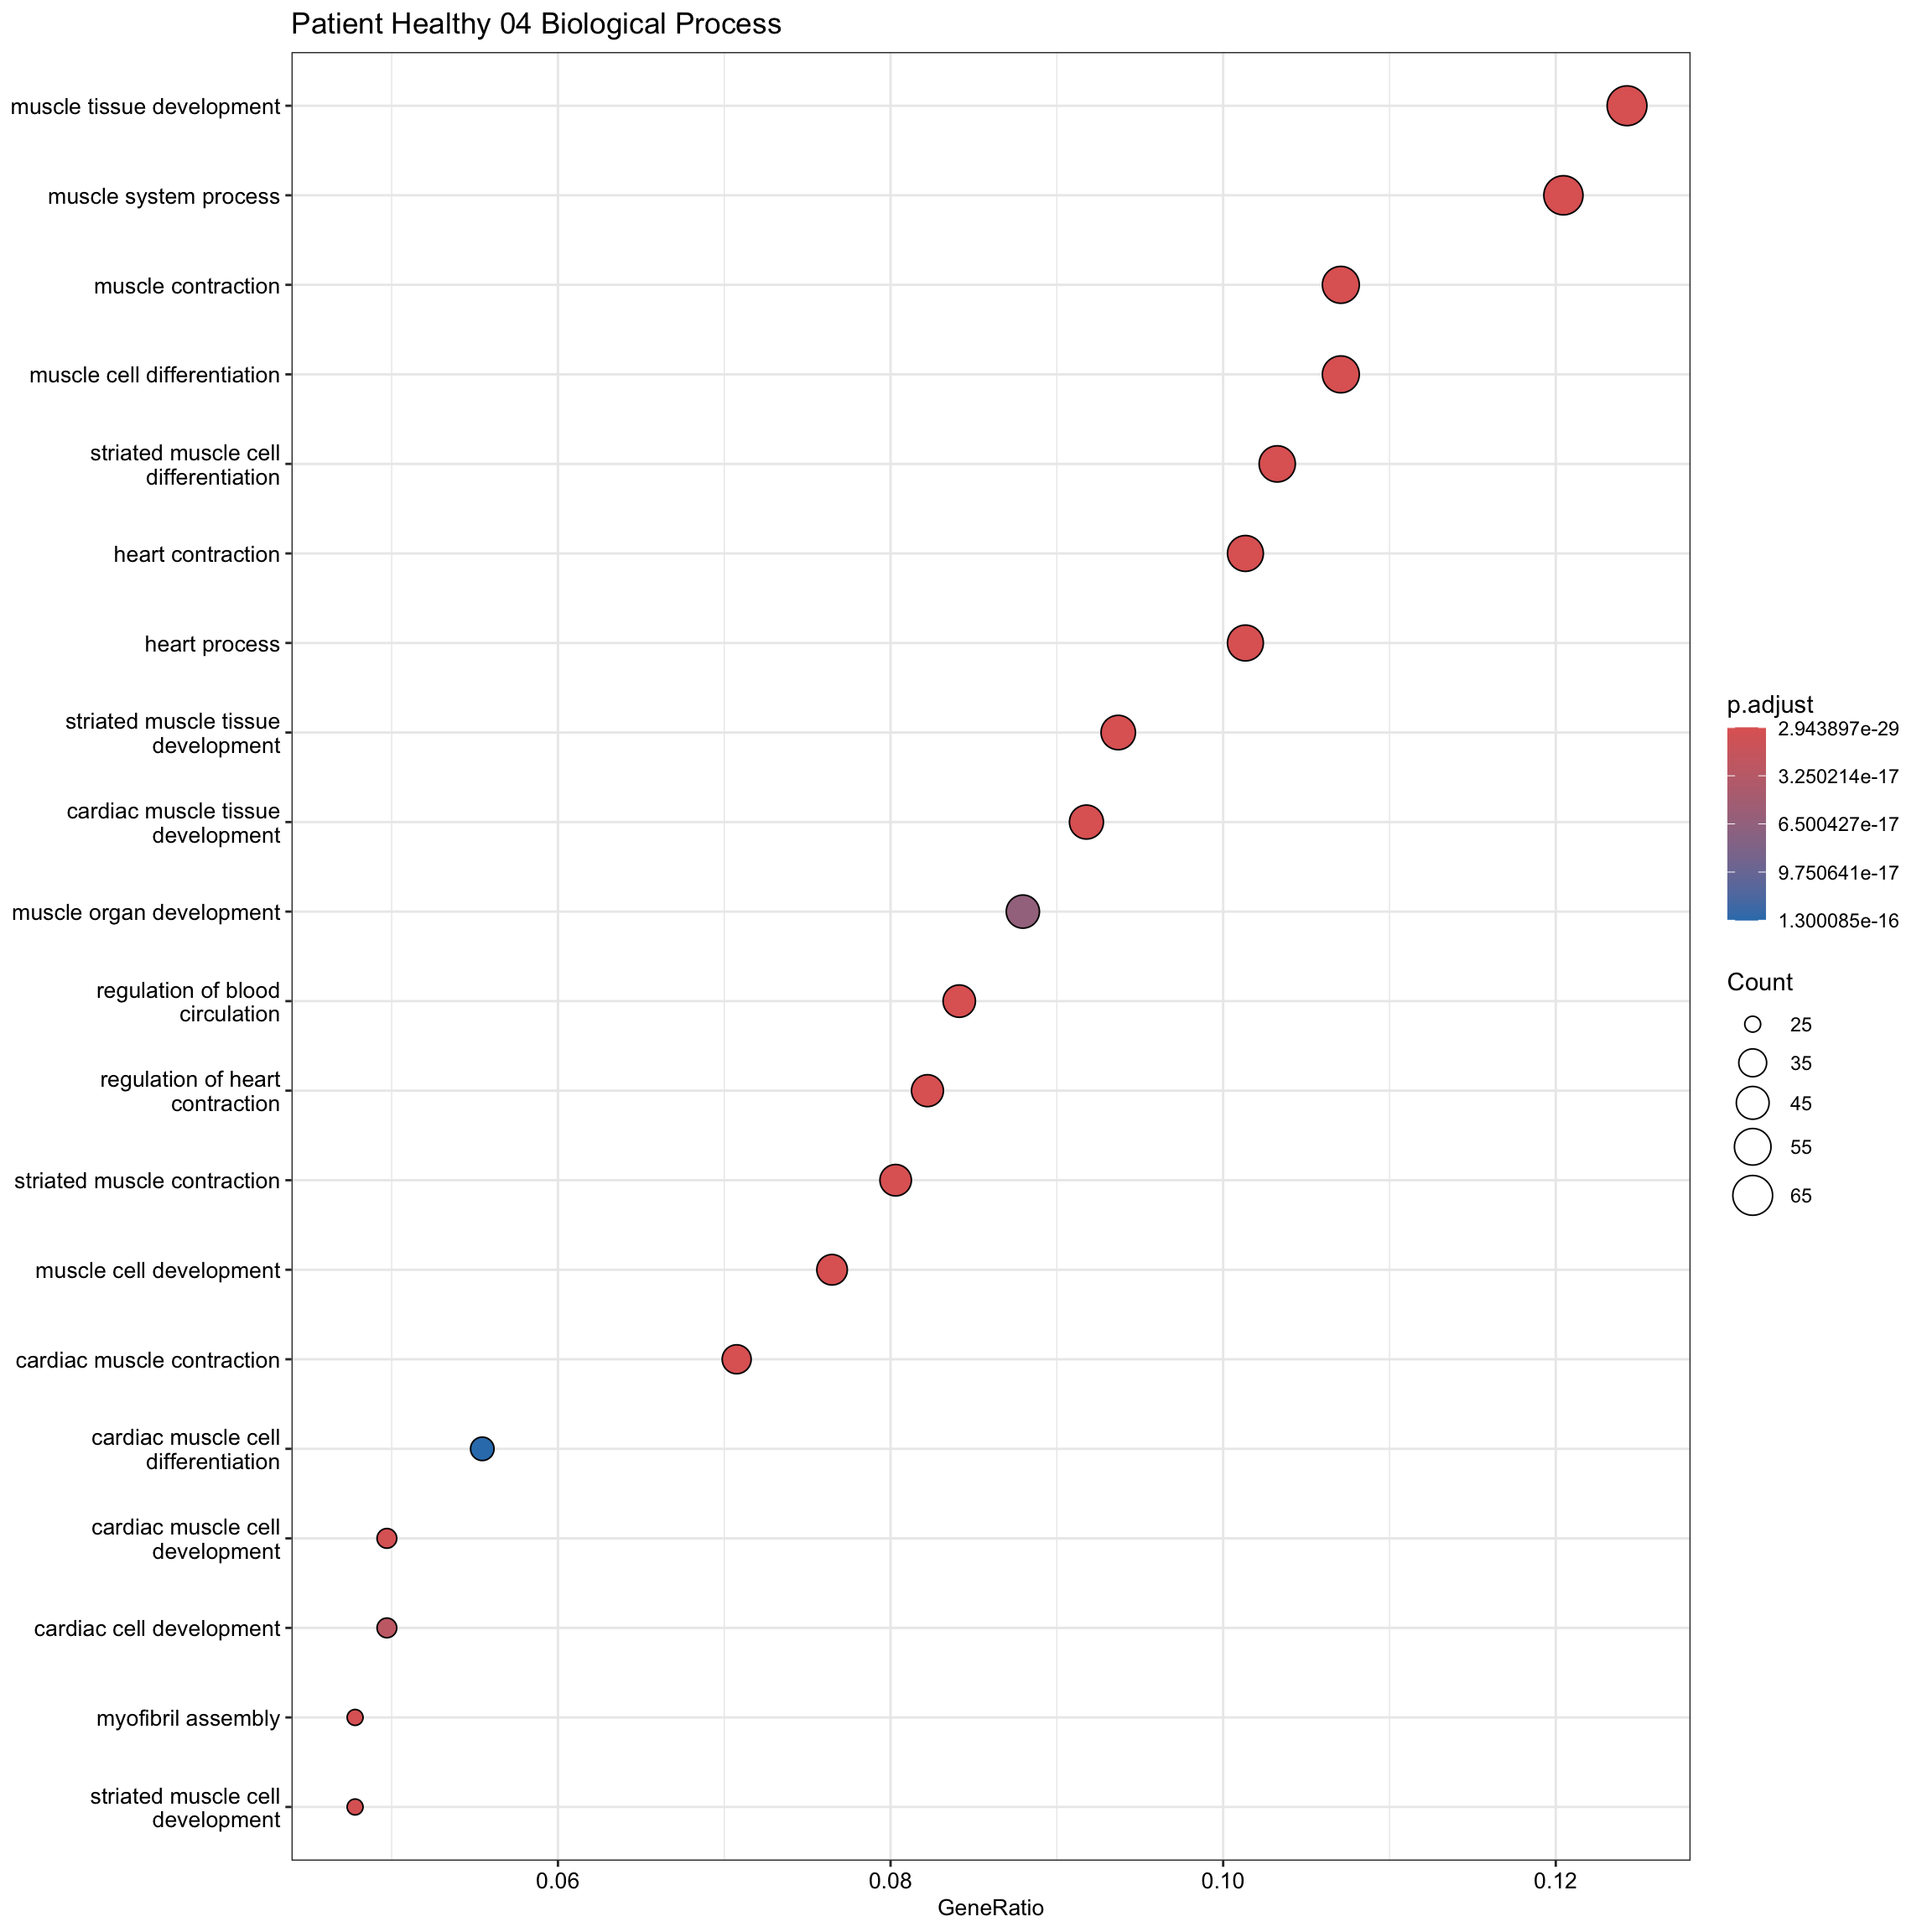 Patient Healthy 04 Biological Process
muscle tissue development
muscle system process
muscle contraction
muscle cell differentiation
striated muscle cell
differentiation
heart contraction
heart process
striated muscle tissue
development
cardiac muscle tissue
development
muscle organ development
regulation of blood
circulation
regulation of heart
contraction
striated muscle contraction
muscle cell development
cardiac muscle contraction
cardiac muscle cell
differentiation
cardiac muscle cell
development
cardiac cell development
myofibril assembly
striated muscle cell
development
0.06 0.08 0.10 0.12
GeneRatio
p.adjust
2.943897e-29
3.250214e-17
6.500427e-17
9.750641e-17
1.300085e-16
Count
25
35
45
55
65